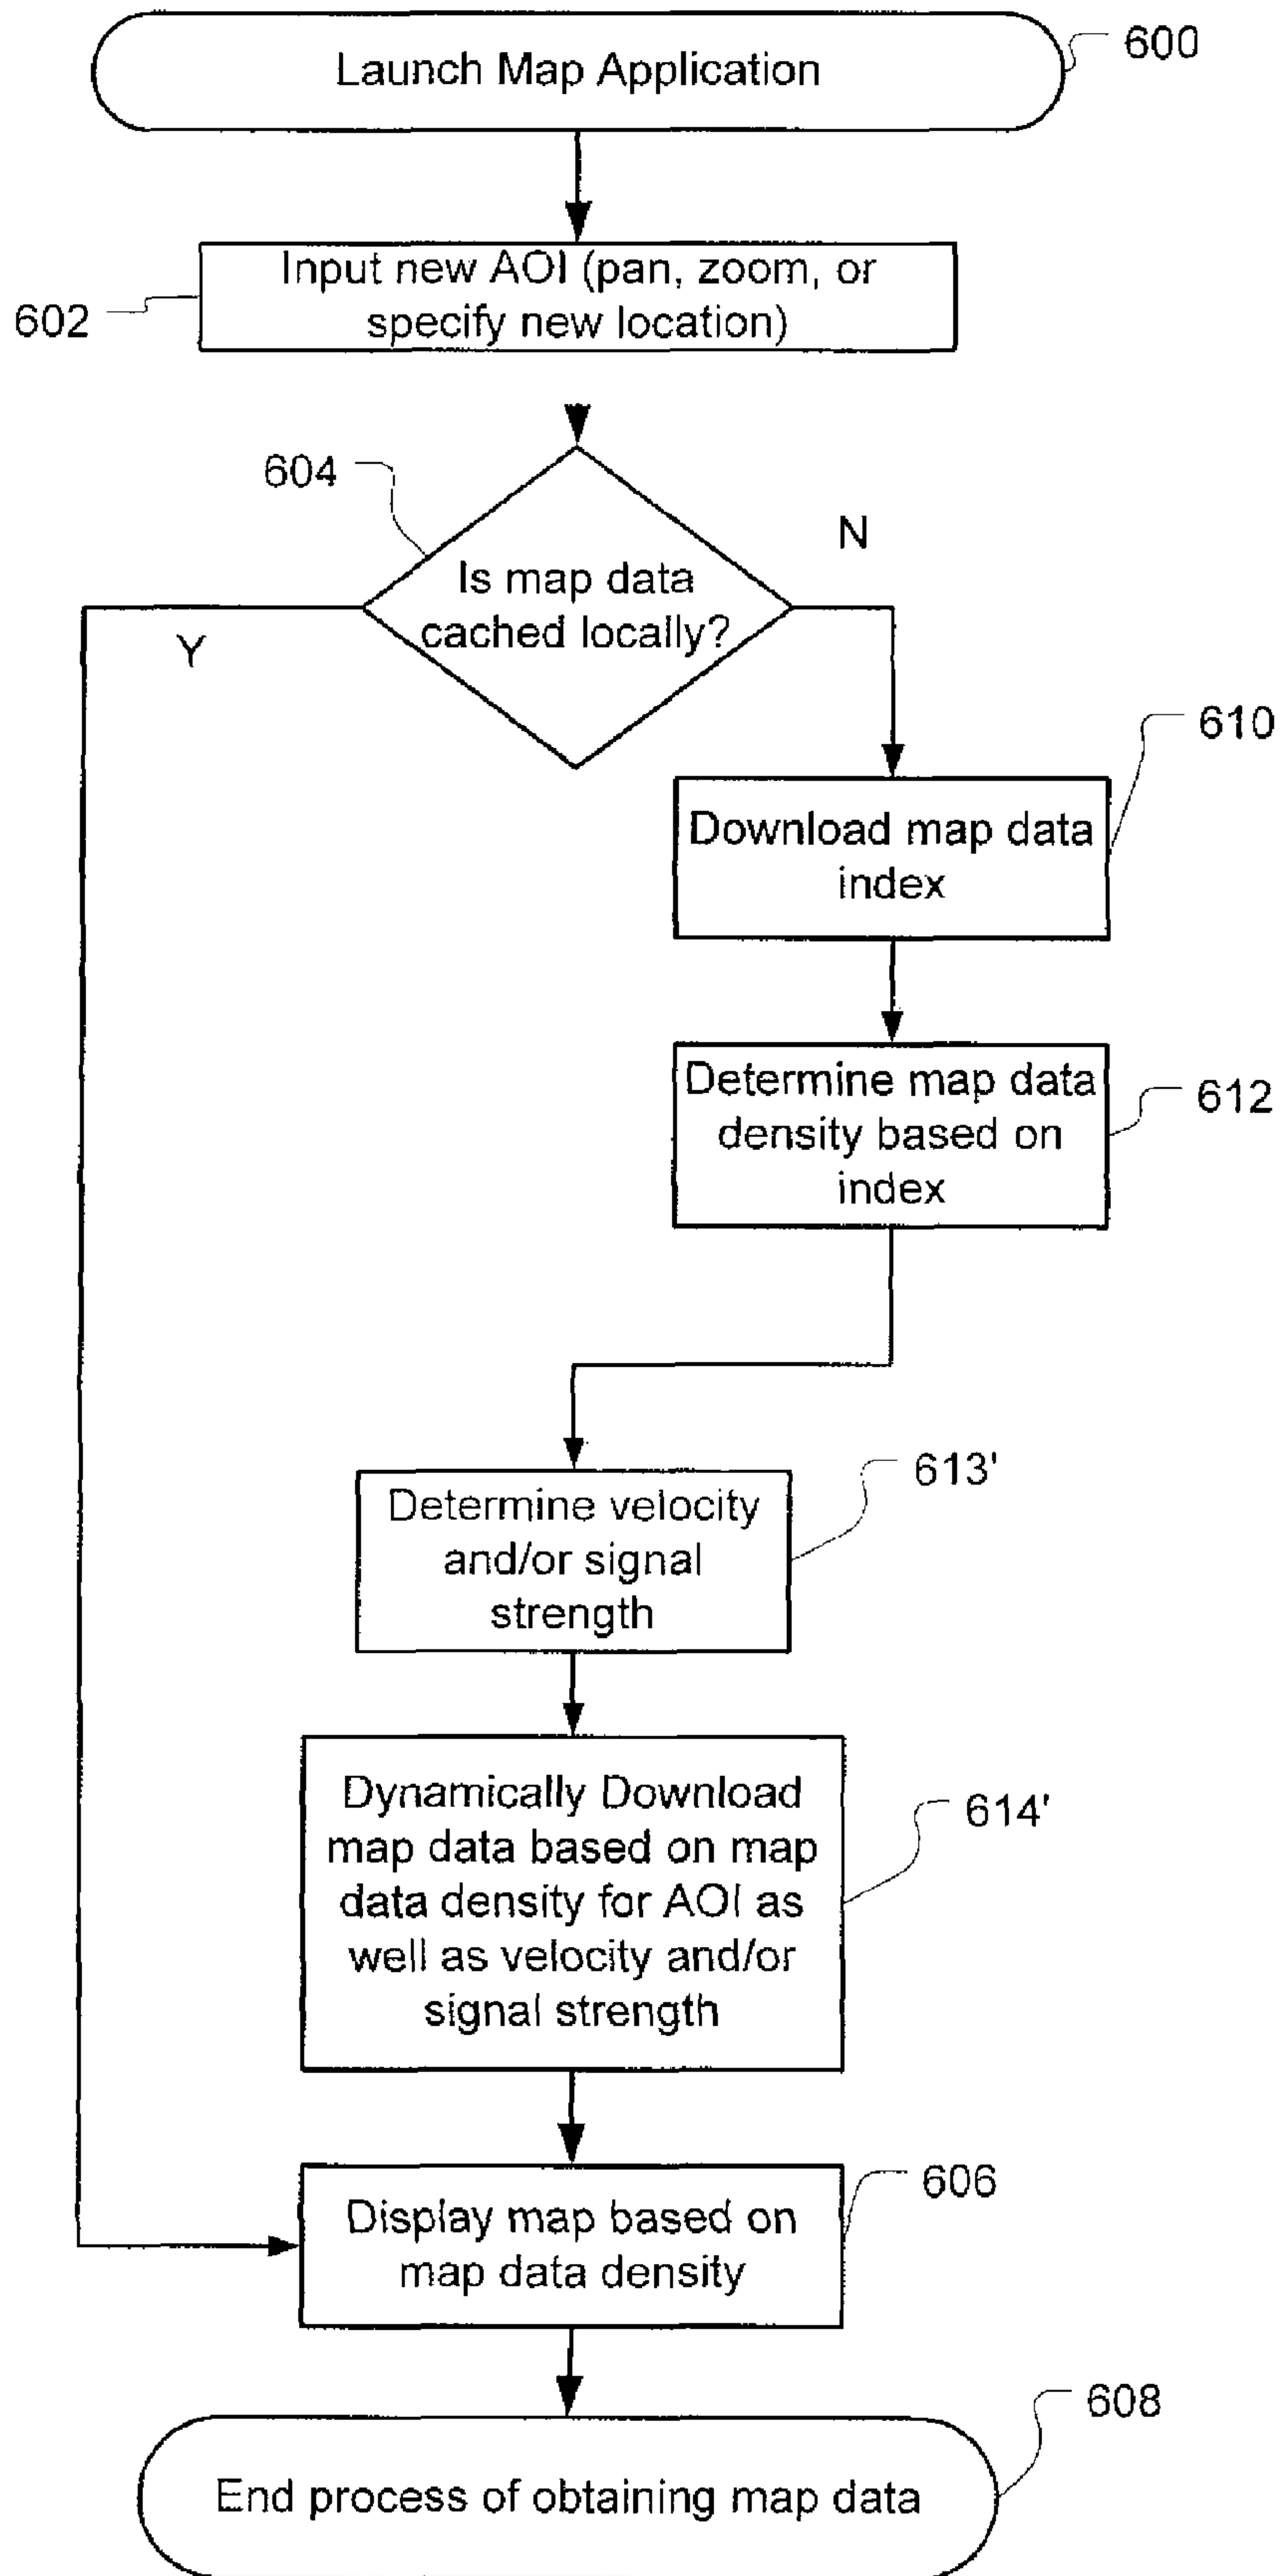 Launch Map Application
600
Input new AOI (pan, zoom, or
specify new location)
602
604
N
Is map data
cached locally?
Y
610
Download map data
index
Determine map data
density based on
index
612
613'
Determine velocity
and/or signal
strength
Dynamically Download
map data based on map
data density for AOI as
well as velocity and/or
signal strength
614'
606
Display map based on
map data density
608
End process of obtaining map data